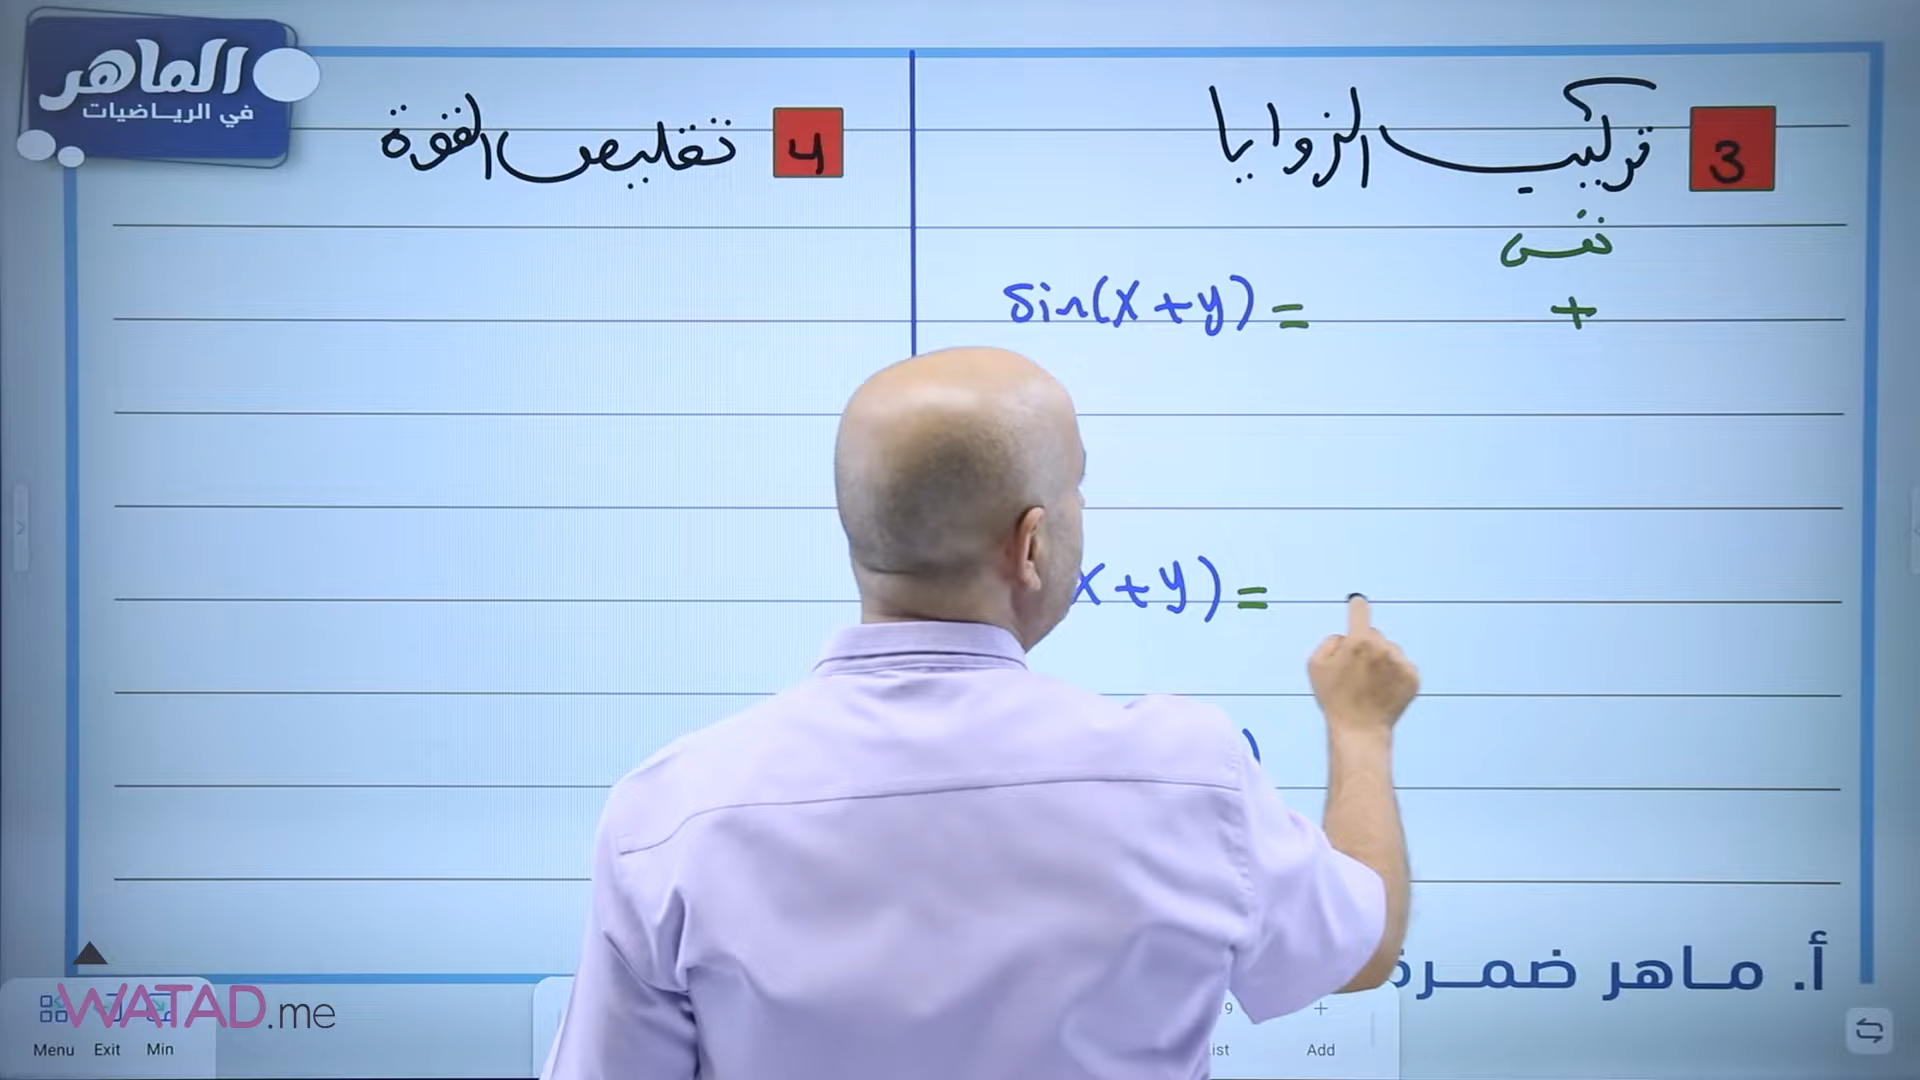 الماهر
في الرياضيات
3 تركيب الزوايا
4 تقليص القوة
نفس
sin(x+y) = +
x+y) =
)
أ. ماهر ضمرة
WATAD.me
Menu Exit Min
Add